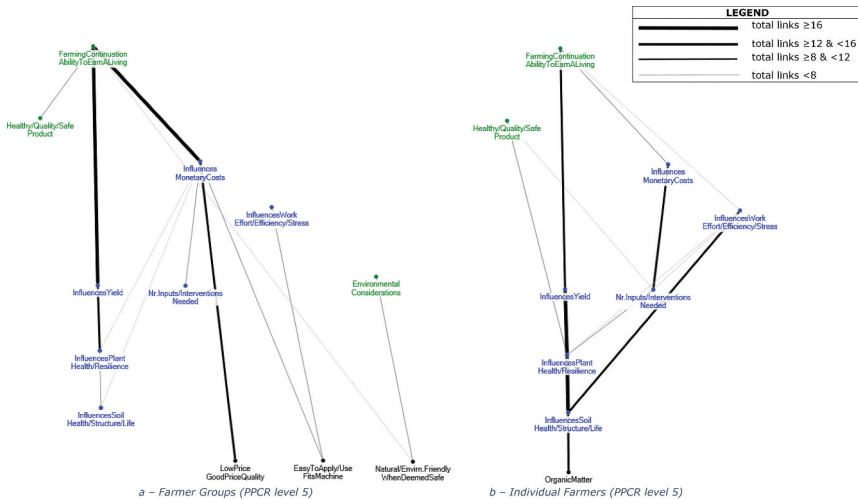 LEGEND
total links ≥16
total links ≥12 & <16
total links ≥8 & <12
total links <8
FarmingContinuation
AbilityToEarnALiving
Healthy/Quality/Safe
Product
Influences
MonetaryCosts
InfluencesWork
Effort/Efficiency/Stress
Environmental
Considerations
InfluencesYield
Nr.Inputs/Interventions
Needed
InfluencesPlant
Health/Resilience
InfluencesSoil
Health/Structure/Life
LowPrice
GoodPriceQuality
EasyToApply/Use
FitsMachine
Natural/Envirn.Friendly
WhenDeemedSafe
a – Farmer Groups (PPCR level 5)
FarmingContinuation
AbilityToEarnALiving
Healthy/Quality/Safe
Product
Influences
MonetaryCosts
InfluencesWork
Effort/Efficiency/Stress
InfluencesYield
Nr.Inputs/Interventions
Needed
InfluencesPlant
Health/Resilience
InfluencesSoil
Health/Structure/Life
OrganicMatter
b – Individual Farmers (PPCR level 5)